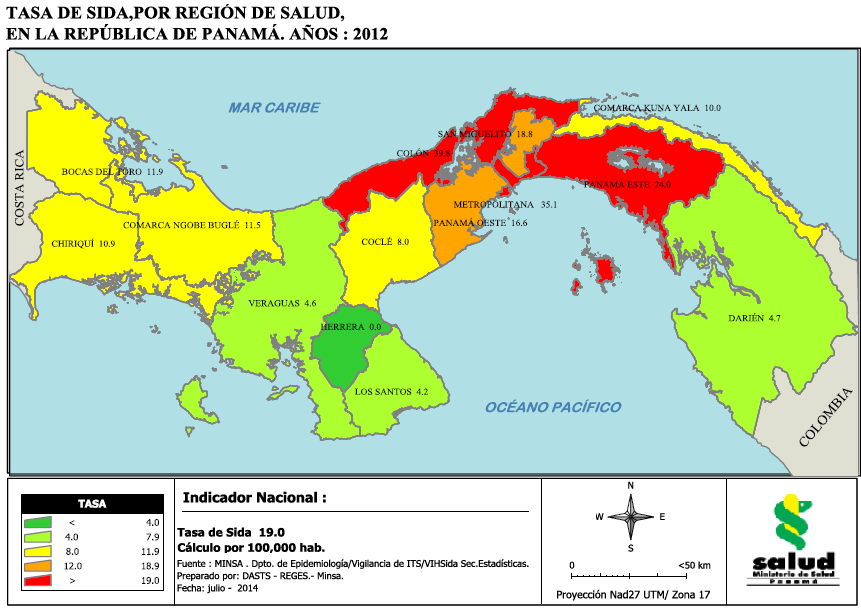 TASA DE SIDA,POR REGIÓN DE SALUD,
EN LA REPÚBLICA DE PANAMÁ. AÑOS : 2012
MAR CARIBE
COMARCA KUNA YALA 10.0
SAN MIGUELITO 18.8
COLÓN 39.8
COSTA RICA
BOCAS DEL TORO 11.9
PANAMÁ ESTE 24.0
METROPOLITANA 35.1
COMARCA NGOBE BUGLÉ 11.5
PANAMÁ OESTE 16.6
CHIRIQUÍ 10.9
COCLÉ 8.0
VERAGUAS 4.6
DARIÉN 4.7
HERRERA 0.0
LOS SANTOS 4.2
OCÉANO PACÍFICO
COLOMBIA
TASA
< 4.0
4.0 7.9
8.0 11.9
12.0 18.9
> 19.0
Indicador Nacional :
Tasa de Sida 19.0
Cálculo por 100,000 hab.
Fuente : MINSA . Dpto. de Epidemiología/Vigilancia de ITS/VIHSida Sec.Estadísticas.
Preparado por: DASTS - REGES.- Minsa.
Fecha: julio - 2014
N
W E
S
0 <50 km
Proyección Nad27 UTM/ Zona 17
salud
Ministerio de Salud
Panamá